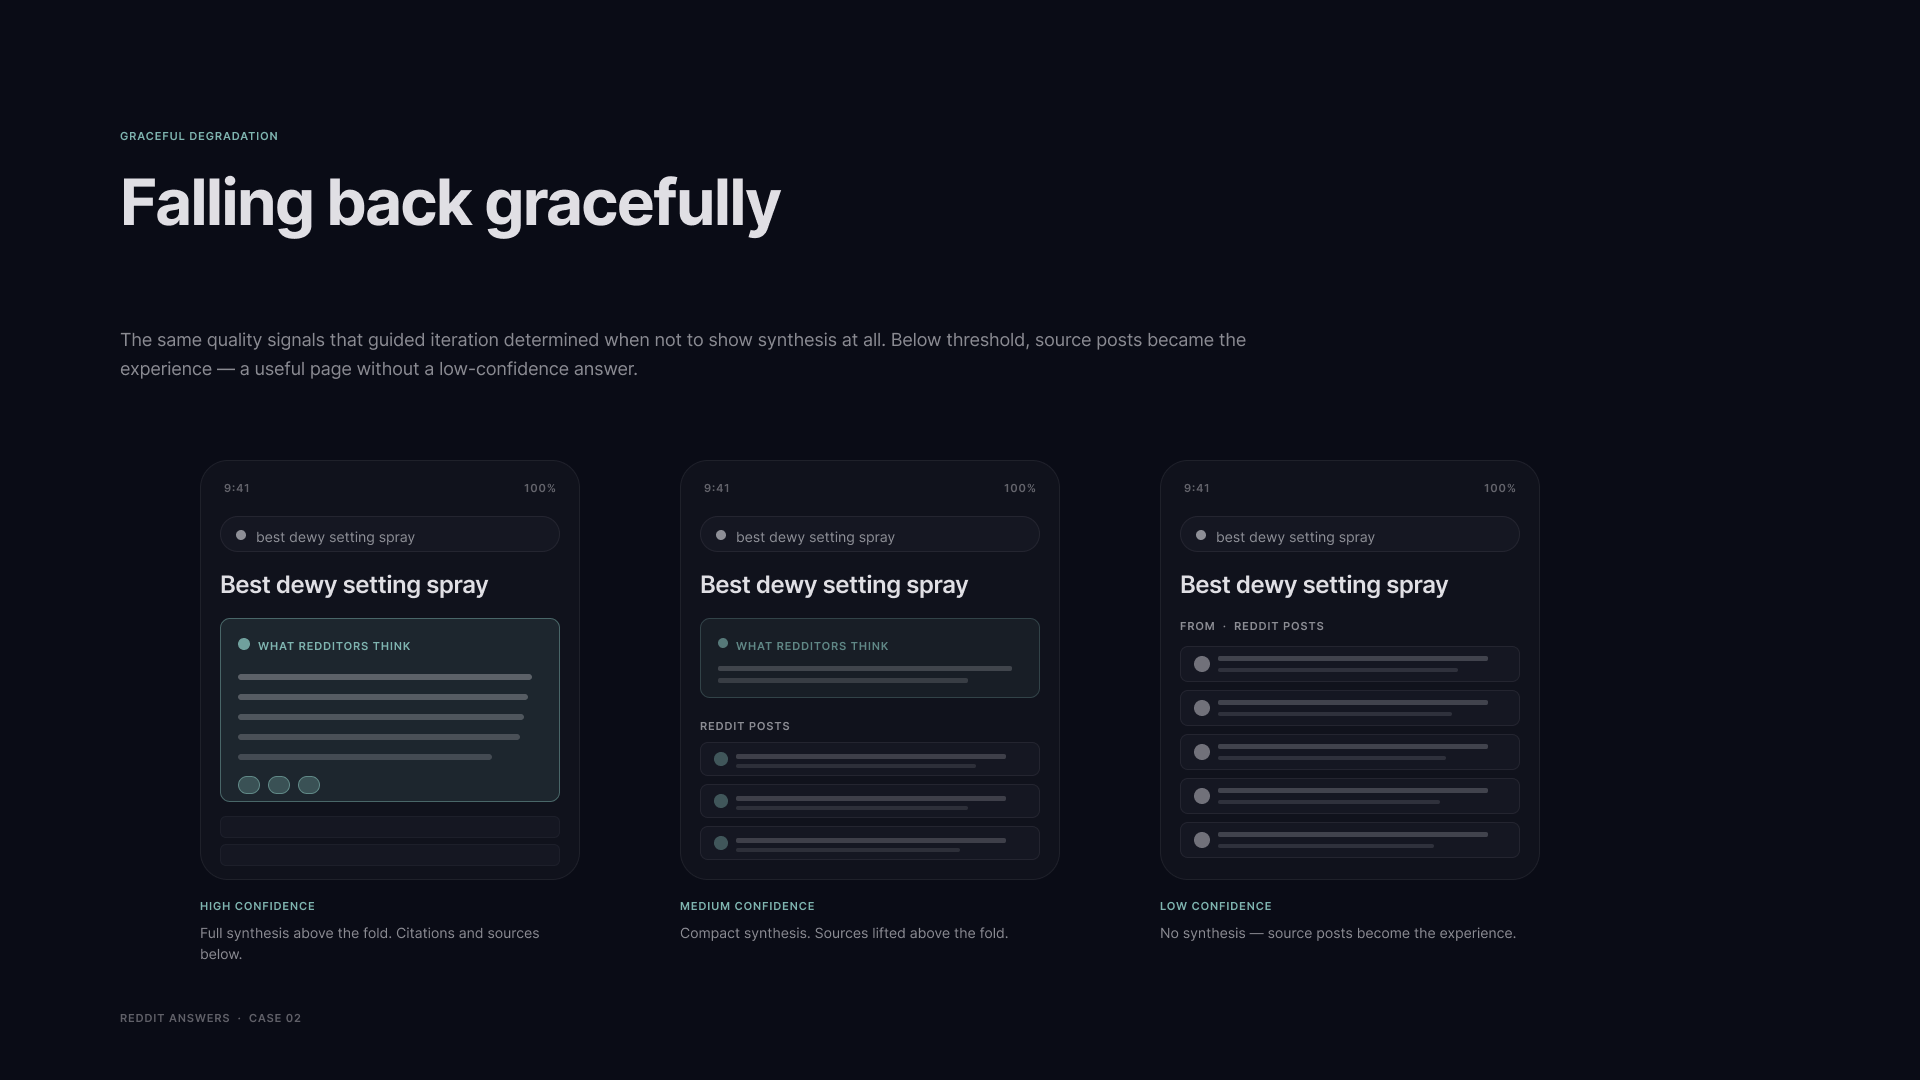 GRACEFUL DEGRADATION
Falling back gracefully
The same quality signals that guided iteration determined when not to show synthesis at all. Below threshold, source posts became the
experience — a useful page without a low-confidence answer.
9:41 100%
best dewy setting spray
Best dewy setting spray
WHAT REDDITORS THINK
HIGH CONFIDENCE
Full synthesis above the fold. Citations and sources
below.
9:41 100%
best dewy setting spray
Best dewy setting spray
WHAT REDDITORS THINK
REDDIT POSTS
MEDIUM CONFIDENCE
Compact synthesis. Sources lifted above the fold.
9:41 100%
best dewy setting spray
Best dewy setting spray
FROM · REDDIT POSTS
LOW CONFIDENCE
No synthesis — source posts become the experience.
REDDIT ANSWERS · CASE 02